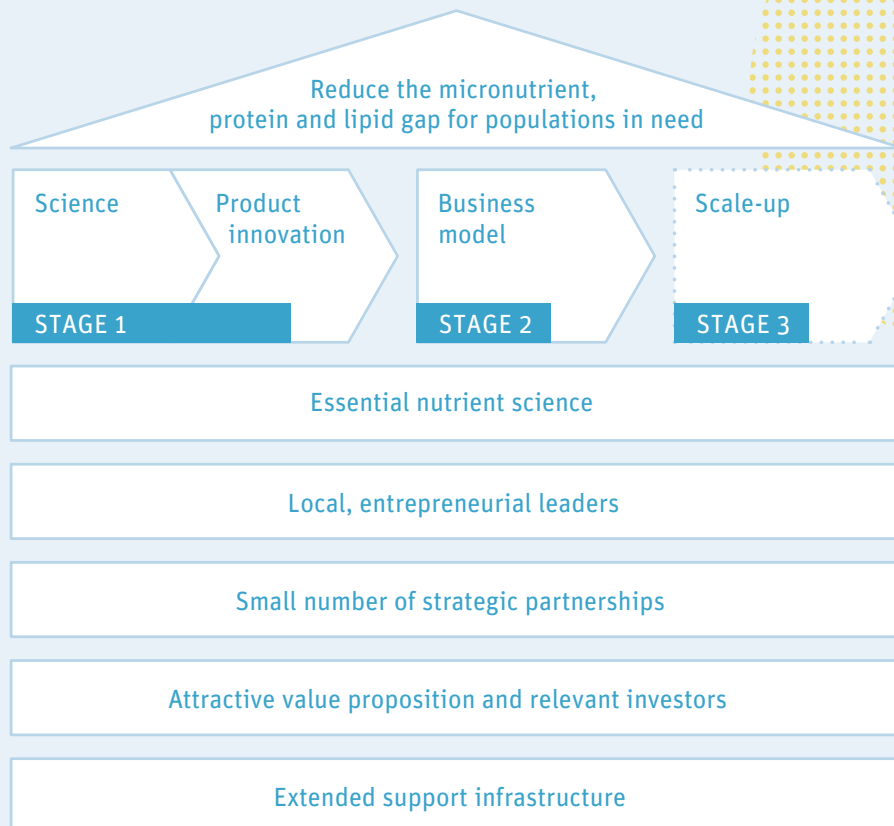 Reduce the micronutrient,
protein and lipid gap for populations in need
Science
Product
innovation
Business
model
Scale-up
STAGE 1
STAGE 2
STAGE 3
Essential nutrient science
Local, entrepreneurial leaders
Small number of strategic partnerships
Attractive value proposition and relevant investors
Extended support infrastructure